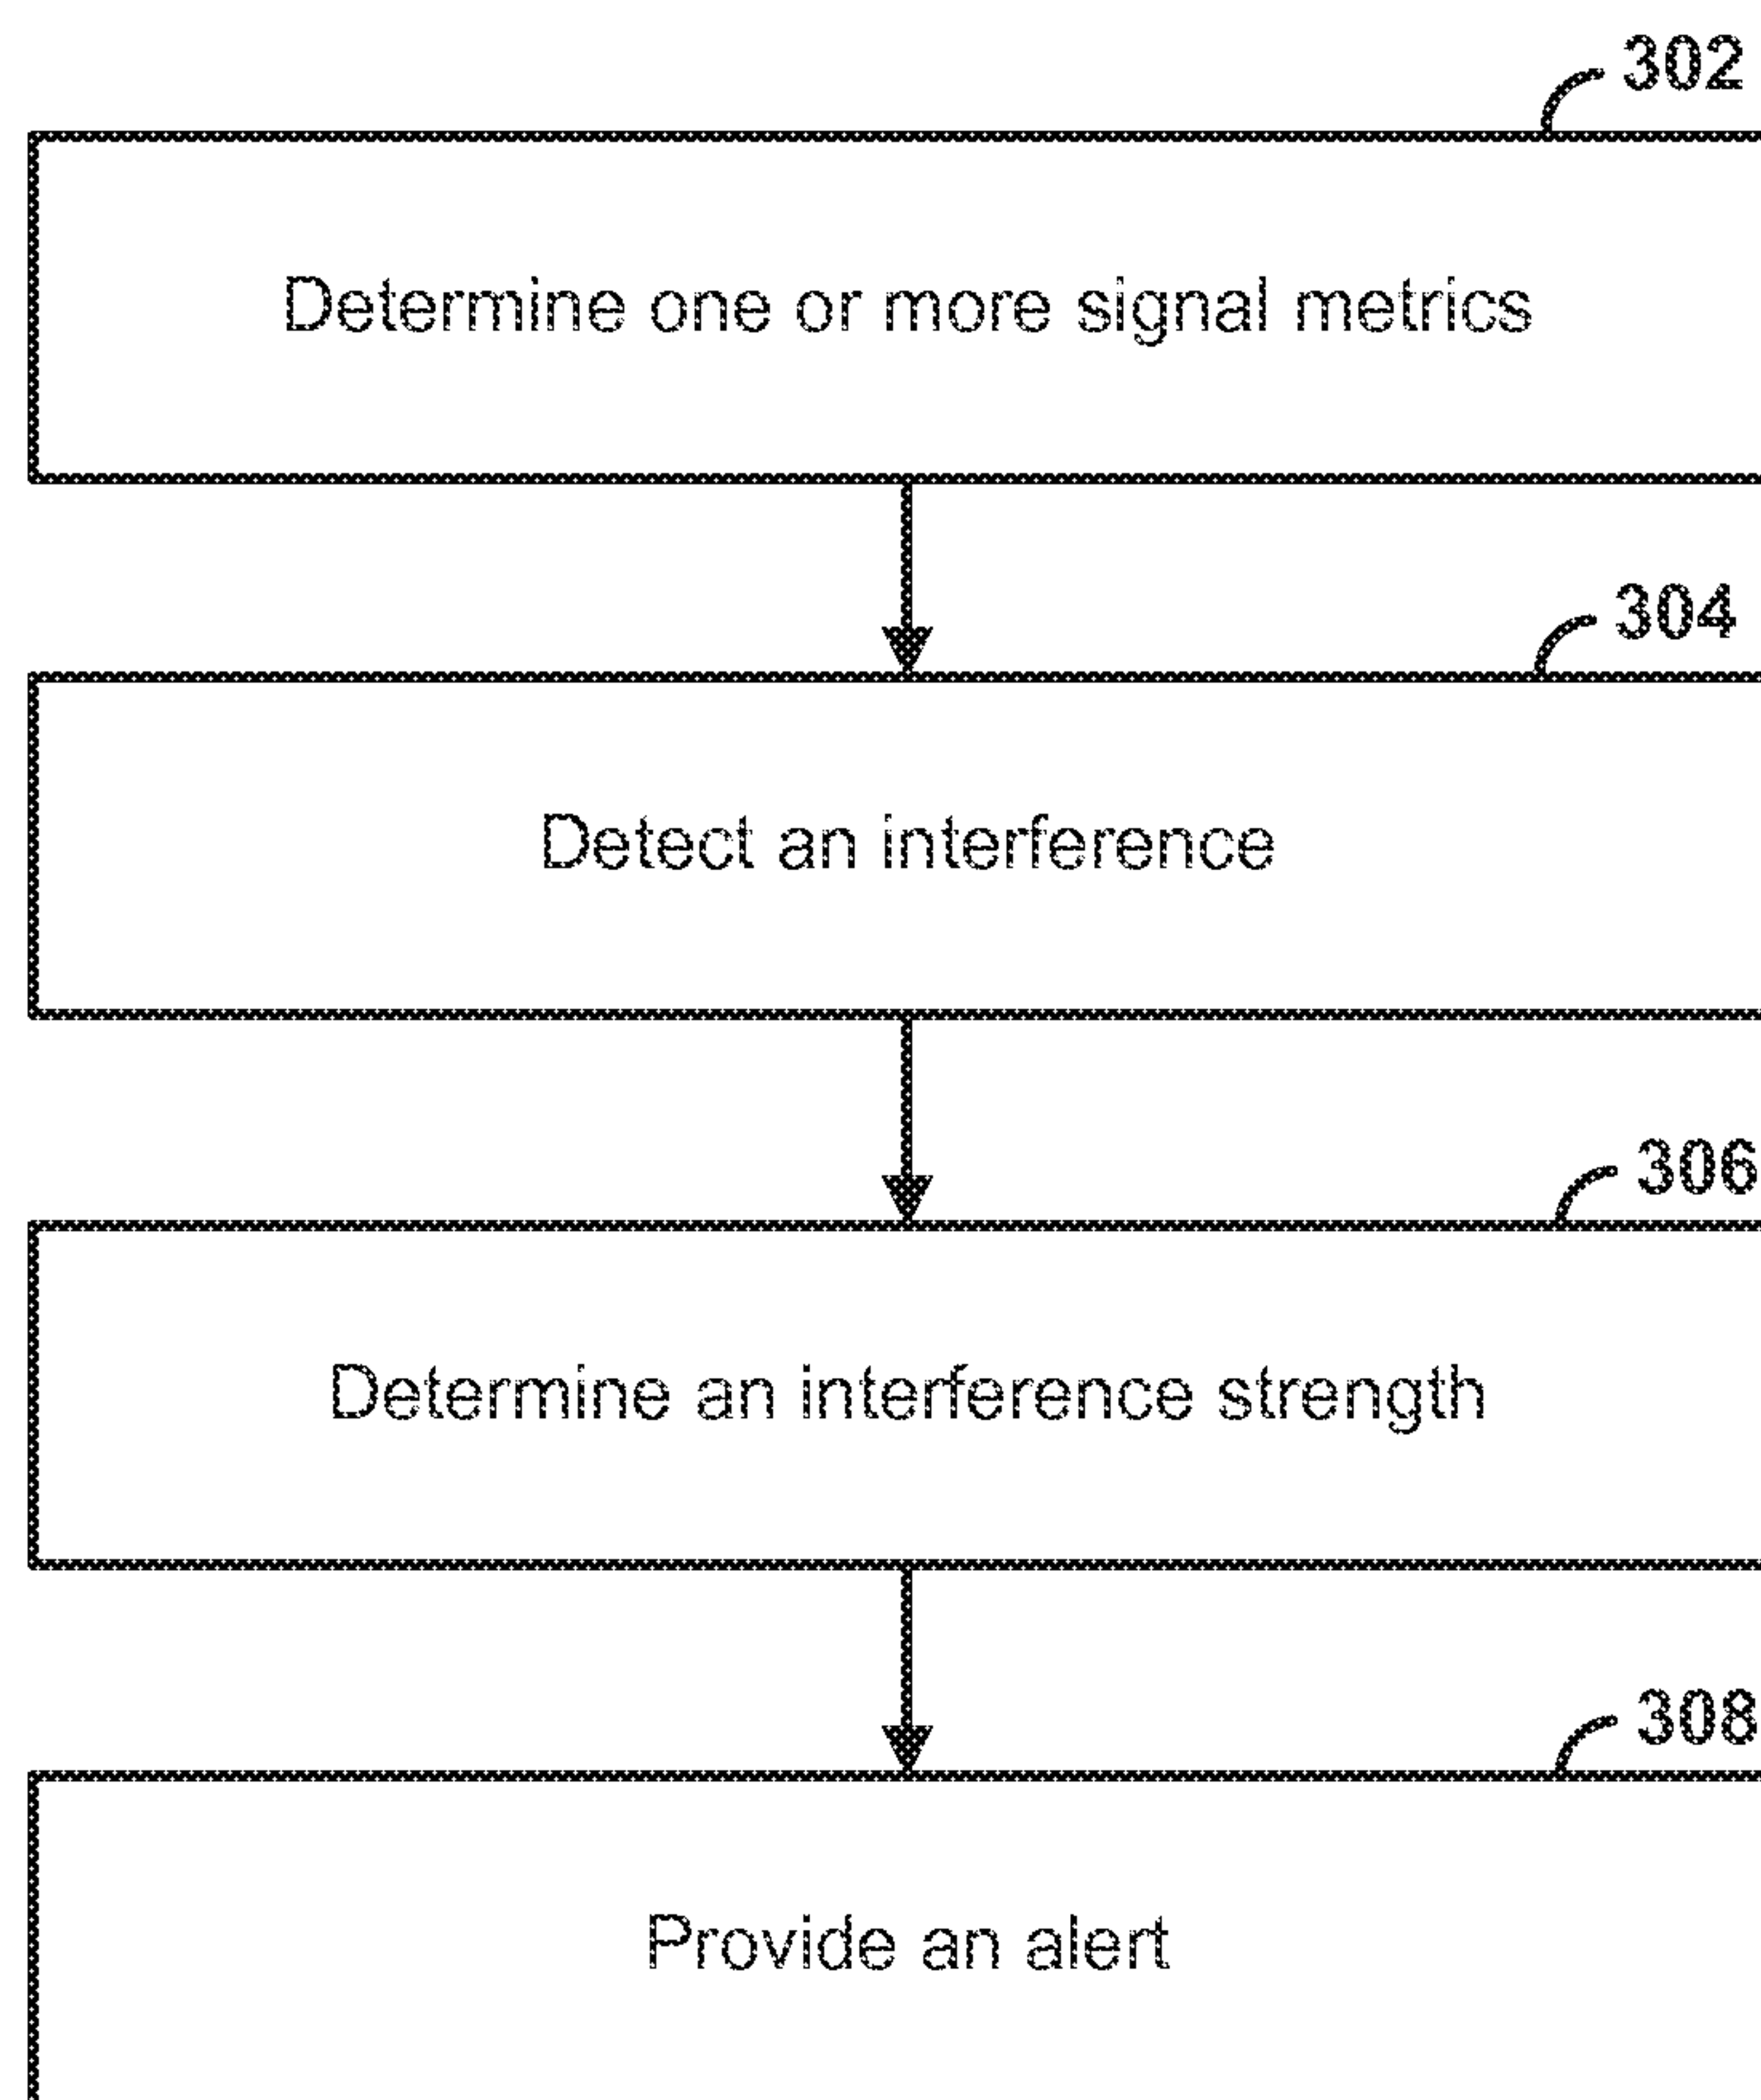 302
Determine one or more signal metrics
304
Detect an interference
306
Determine an interference strength
308
Provide an alert